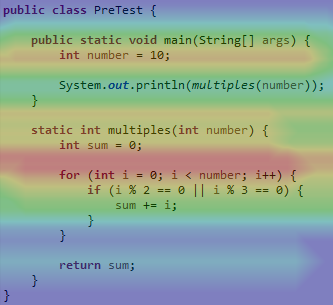 public class PreTest {
public static void main(String[] args) {
int number = 10;
System.out.println(multiples(number));
}
static int multiples(int number) {
int sum = 0;
for (int i = 0; i < number; i++) {
if (i % 2 == 0 || i % 3 == 0) {
sum += i;
}
}
return sum;
}
}